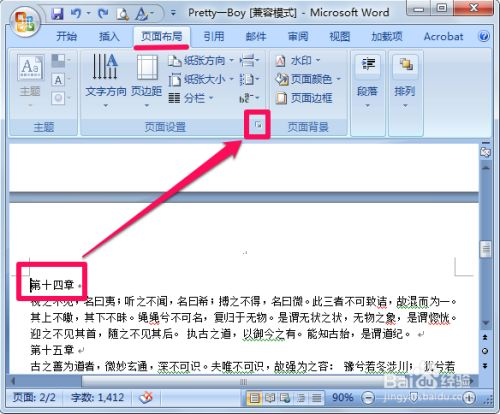 Pretty一Boy [兼容模式] - Microsoft Word
开始 插入 页面布局 引用 邮件 审阅 视图 加载项 Acrobat
主题 文字方向 页边距 纸张方向 纸张大小 分栏 水印 页面颜色 页面边框 段落 排列
主题 页面设置 页面背景
第十四章
视之不见，名曰夷；听之不闻，名曰希；搏之不得，名曰微。此三者不可致诘，故混而为一。
其上不皦，其下不昧。绳绳兮不可名，复归于无物。是谓无状之状，无物之象，是谓惚恍。
迎之不见其首，随之不见其后。 执古之道，以御今之有。能知古始，是谓道纪。
第十五章
古之善为道者，微妙玄通，深不可识。夫唯不可识，故强为之容： 豫兮若冬涉川； 犹兮若
页面: 2/2 字数: 1,412 90%
Baidu 经验